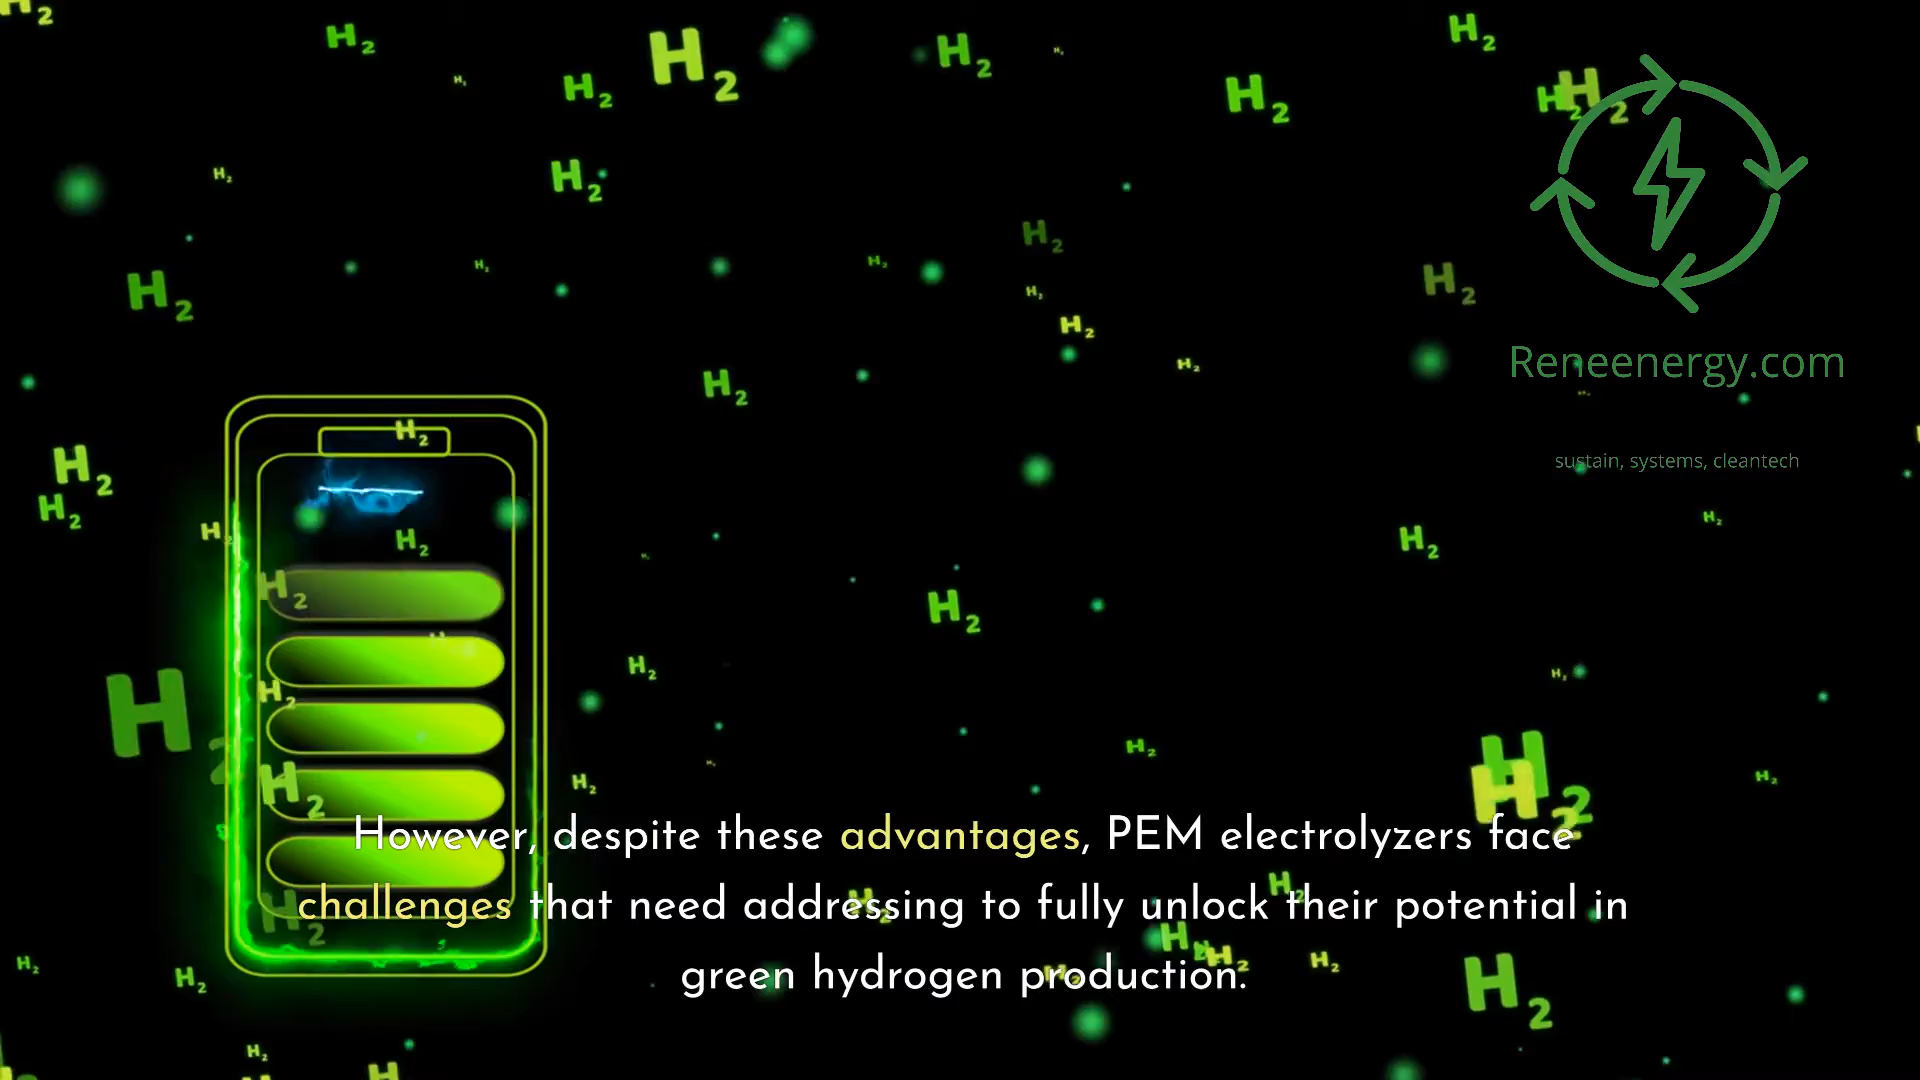 H2
Reneenergy.com
sustain, systems, cleantech
However, despite these advantages, PEM electrolyzers face
challenges that need addressing to fully unlock their potential in
green hydrogen production.